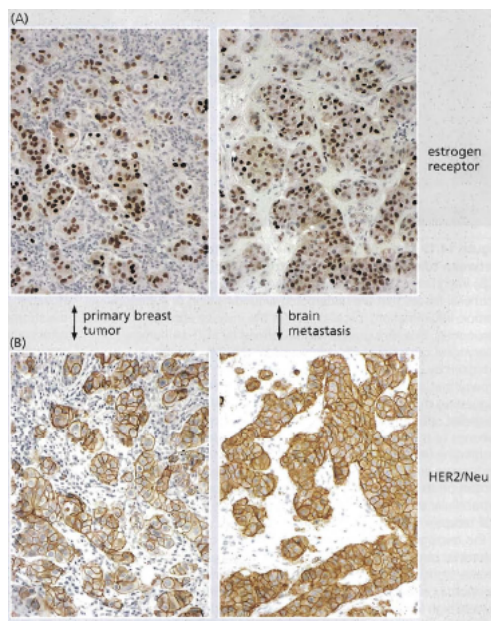 (A)
estrogen
receptor
primary breast
tumor
brain
metastasis
(B)
HER2/Neu